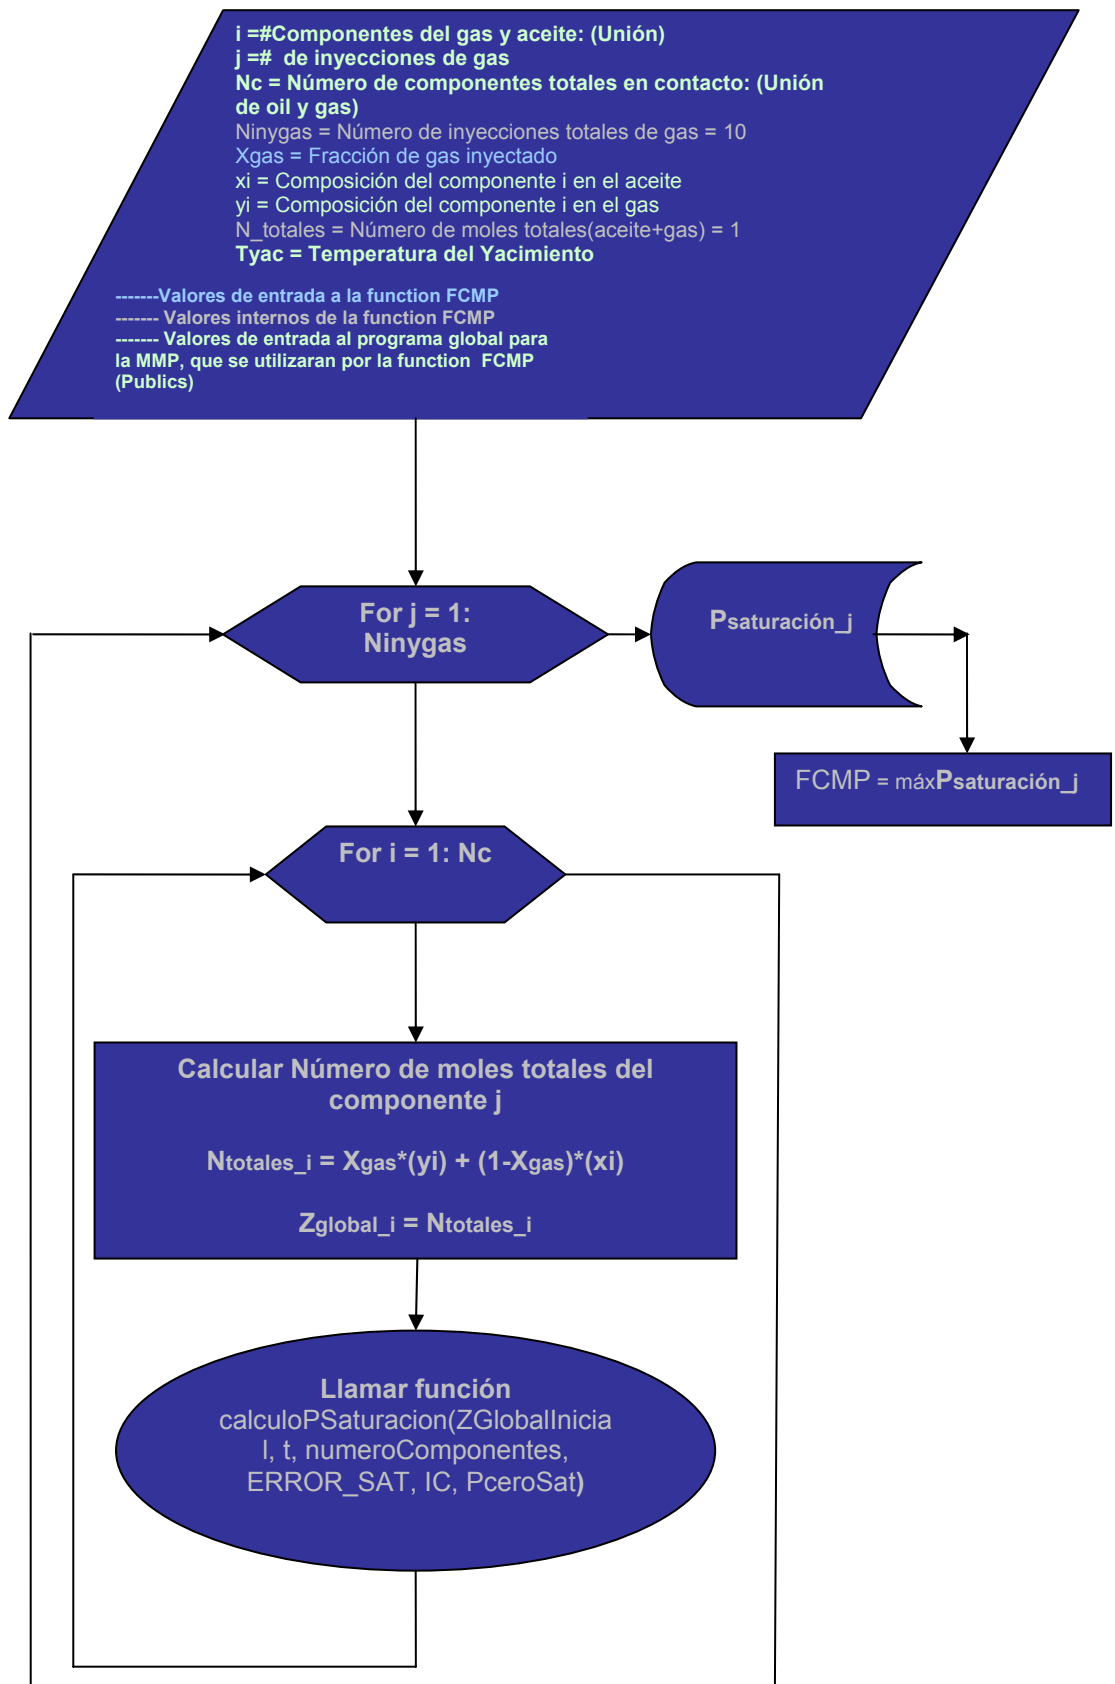 i =#Componentes del gas y aceite: (Unión)
j =#  de inyecciones de gas
Nc = Número de componentes totales en contacto: (Unión
de oil y gas)
Ninygas = Número de inyecciones totales de gas = 10
Xgas = Fracción de gas inyectado
xi = Composición del componente i en el aceite
yi = Composición del componente i en el gas
N_totales = Número de moles totales(aceite+gas) = 1
Tyac = Temperatura del Yacimiento
-------Valores de entrada a la function FCMP
------- Valores internos de la function FCMP
------- Valores de entrada al programa global para
la MMP, que se utilizaran por la function  FCMP
(Publics)
For j = 1:
Ninygas
Psaturación_j
FCMP = máxPsaturación_j
For i = 1: Nc
Calcular Número de moles totales del
componente j
Ntotales_i = Xgas*(yi) + (1-Xgas)*(xi)
Zglobal_i = Ntotales_i
Llamar función
calculoPSaturacion(ZGlobalInicia
l, t, numeroComponentes,
ERROR_SAT, IC, PceroSat)